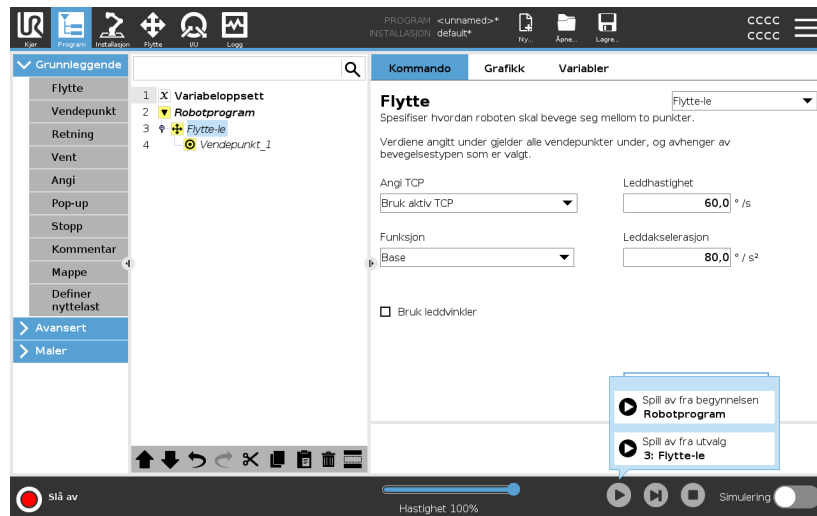 UR
Kjør
Program
Installasjon
Flytte
I/U
Logg
PROGRAM <unnamed>*
INSTALLASJON default*
Ny...
Åpne...
Lagre...
cccc
cccc
Grunnleggende
Flytte
Vendepunkt
Retning
Vent
Angi
Pop-up
Stopp
Kommentar
Mappe
Definer
nyttelast
Avansert
Maler
1 X Variabeloppsett
2 Robotprogram
3 Flytte-le
4 Vendepunkt_1
Kommando Grafikk Variabler
Flytte
Flytte-le
Spesifiser hvordan roboten skal bevege seg mellom to punkter.
Verdiene angitt under gjelder alle vendepunkter under, og avhenger av
bevegelsestypen som er valgt.
Angi TCP
Bruk aktiv TCP
Leddhastighet
60,0 ° /s
Funksjon
Base
Leddakselerasjon
80,0 ° / s²
Bruk leddvinkler
Spill av fra begynnelsen
Robotprogram
Spill av fra utvalg
3: Flytte-le
Slå av
Hastighet 100%
Simulering